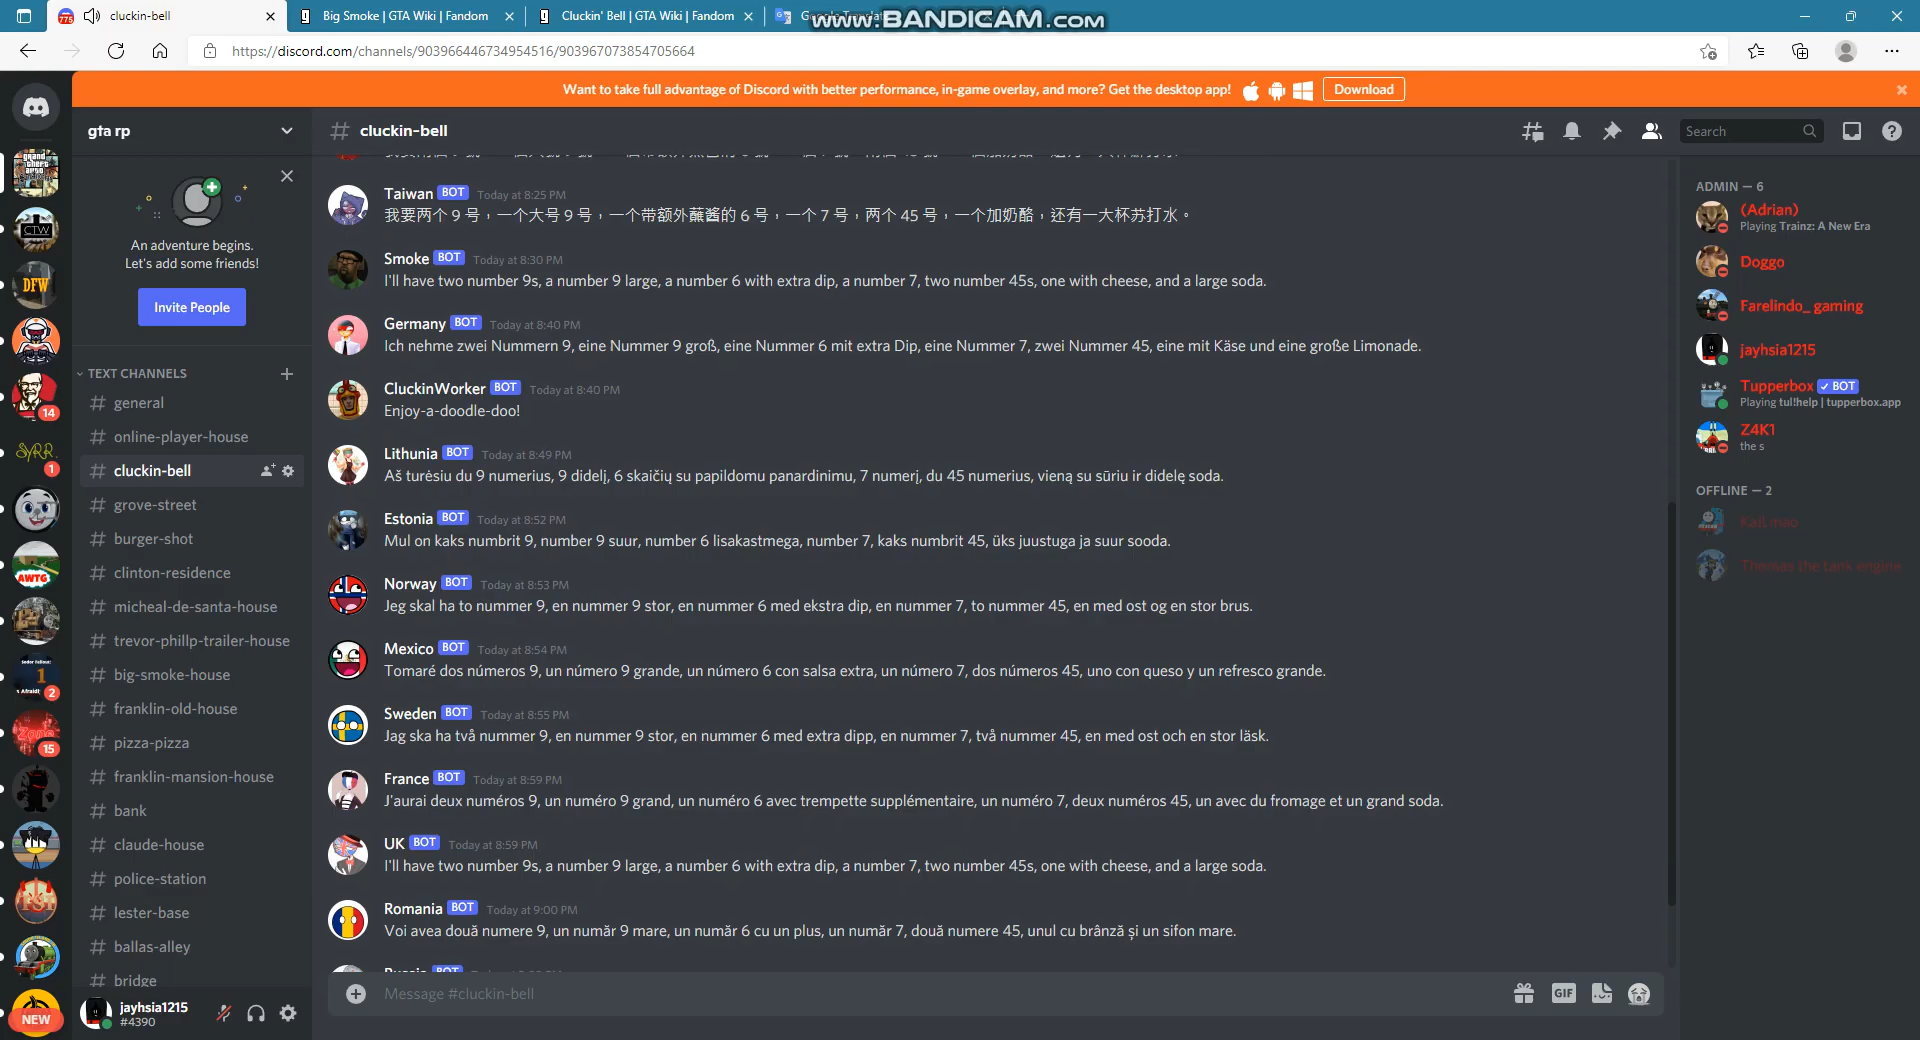 cluckin-bell
Big Smoke | GTA Wiki | Fandom
Cluckin' Bell | GTA Wiki | Fandom
www.BANDICAM.com
https://discord.com/channels/903966446734954516/903967073854705664
Want to take full advantage of Discord with better performance, in-game overlay, and more? Get the desktop app!
Download
gta rp
cluckin-bell
Search
An adventure begins.
Let's add some friends!
Invite People
TEXT CHANNELS
general
online-player-house
cluckin-bell
grove-street
burger-shot
clinton-residence
micheal-de-santa-house
trevor-phillp-trailer-house
big-smoke-house
franklin-old-house
pizza-pizza
franklin-mansion-house
bank
claude-house
police-station
lester-base
ballas-alley
bridge
jayhsia1215
#4390
CTW
DFW
14
1
AWTG
2
15
NEW
Taiwan BOT Today at 8:25 PM
我要两个 9 号，一个大号 9 号，一个带额外蘸酱的 6 号，一个 7 号，两个 45 号，一个加奶酪，还有一大杯苏打水。
Smoke BOT Today at 8:30 PM
I'll have two number 9s, a number 9 large, a number 6 with extra dip, a number 7, two number 45s, one with cheese, and a large soda.
Germany BOT Today at 8:40 PM
Ich nehme zwei Nummern 9, eine Nummer 9 groß, eine Nummer 6 mit extra Dip, eine Nummer 7, zwei Nummer 45, eine mit Käse und eine große Limonade.
CluckinWorker BOT Today at 8:40 PM
Enjoy-a-doodle-doo!
Lithunia BOT Today at 8:49 PM
Aš turėsiu du 9 numerius, 9 didelį, 6 skaičių su papildomu panardinimu, 7 numerį, du 45 numerius, vieną su sūriu ir didelę soda.
Estonia BOT Today at 8:52 PM
Mul on kaks numbrit 9, number 9 suur, number 6 lisakastmega, number 7, kaks numbrit 45, üks juustuga ja suur sooda.
Norway BOT Today at 8:53 PM
Jeg skal ha to nummer 9, en nummer 9 stor, en nummer 6 med ekstra dip, en nummer 7, to nummer 45, en med ost og en stor brus.
Mexico BOT Today at 8:54 PM
Tomaré dos números 9, un número 9 grande, un número 6 con salsa extra, un número 7, dos números 45, uno con queso y un refresco grande.
Sweden BOT Today at 8:55 PM
Jag ska ha två nummer 9, en nummer 9 stor, en nummer 6 med extra dipp, en nummer 7, två nummer 45, en med ost och en stor läsk.
France BOT Today at 8:59 PM
J'aurai deux numéros 9, un numéro 9 grand, un numéro 6 avec trempette supplémentaire, un numéro 7, deux numéros 45, un avec du fromage et un grand soda.
UK BOT Today at 8:59 PM
I'll have two number 9s, a number 9 large, a number 6 with extra dip, a number 7, two number 45s, one with cheese, and a large soda.
Romania BOT Today at 9:00 PM
Voi avea două numere 9, un număr 9 mare, un număr 6 cu un plus, un număr 7, două numere 45, unul cu brânză și un sifon mare.
Message #cluckin-bell
GIF
ADMIN — 6
(Adrian)
Playing Trainz: A New Era
Doggo
Farelindo_ gaming
jayhsia1215
Tupperbox BOT
Playing tul!help | tupperbox.app
Z4K1
the s
OFFLINE — 2
Thomas the tank engine